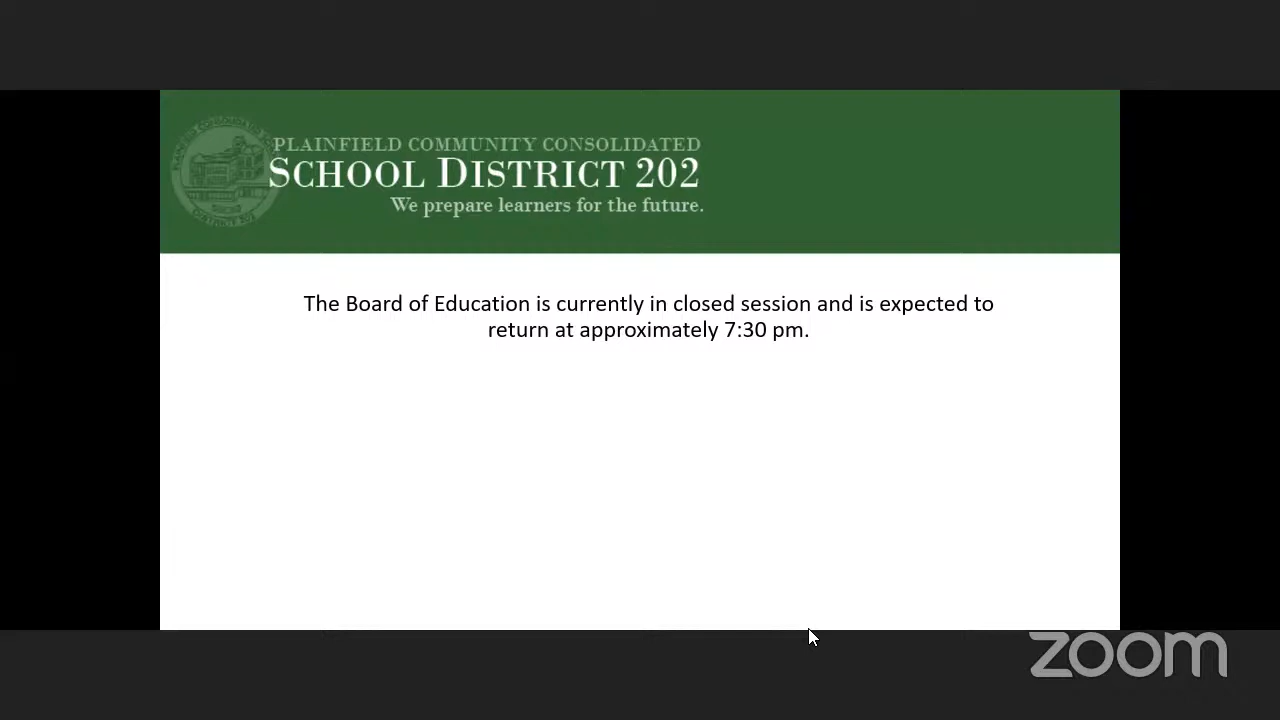 PLAINFIELD COMMUNITY CONSOLIDATED
SCHOOL DISTRICT 202
We prepare learners for the future.
The Board of Education is currently in closed session and is expected to
return at approximately 7:30 pm.
zoom